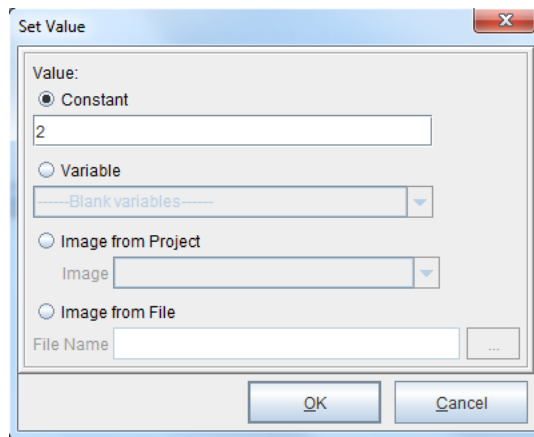 Set Value
Value:
Constant
2
Variable
------Blank variables------
Image from Project
Image
Image from File
File Name
...
OK
Cancel